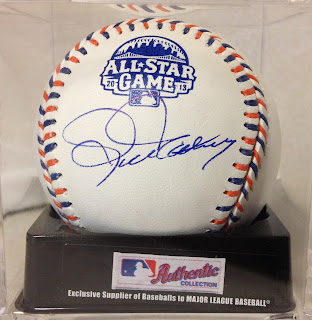 ALL-STAR
GAME
20 13
Authentic
COLLECTION
Exclusive Supplier of Baseballs to MAJOR LEAGUE BASEBALL®